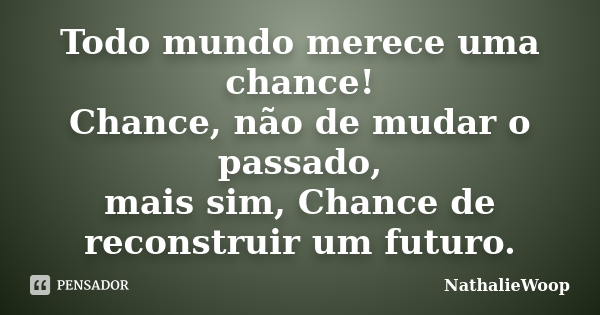 Todo mundo merece uma
chance!
Chance, não de mudar o
passado,
mais sim, Chance de
reconstruir um futuro.
PENSADOR
NathalieWoop